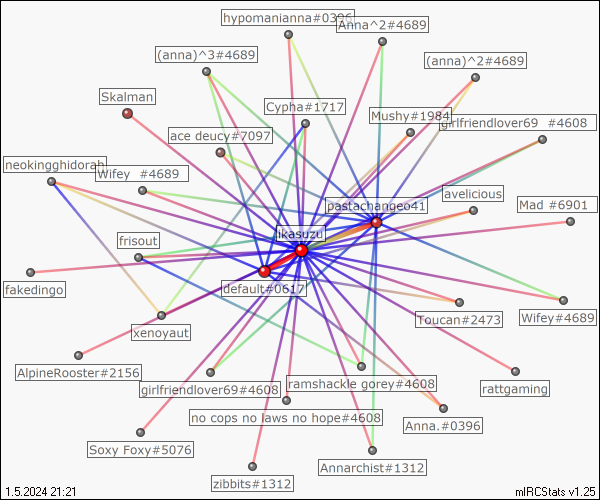 hypomanianna#0396
Anna^2#4689
(anna)^3#4689
(anna)^2#4689
Skalman
Cypha#1717
Mushy#1984
girlfriendlover69 #4608
ace deucy#7097
neokingghidorah
Wifey #4689
avelicious
pastachangeo41
Mad #6901
ikasuzu
frisout
default#0617
fakedingo
Toucan#2473
Wifey#4689
xenoyaut
AlpineRooster#2156
girlfriendlover69#4608
ramshackle gorey#4608
rattgaming
no cops no laws no hope#4608
Anna.#0396
Soxy Foxy#5076
Annarchist#1312
zibbits#1312
1.5.2024 21:21
mIRCStats v1.25